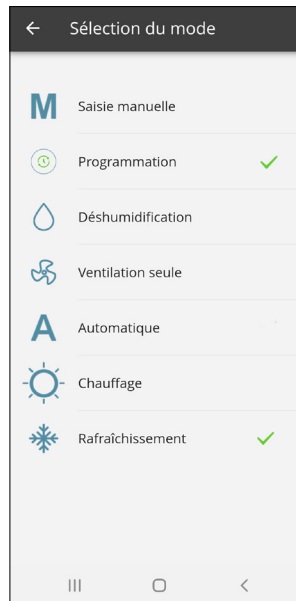 Sélection du mode
M Saisie manuelle
Programmation
Déshumidification
Ventilation seule
A Automatique
Chauffage
Rafraîchissement